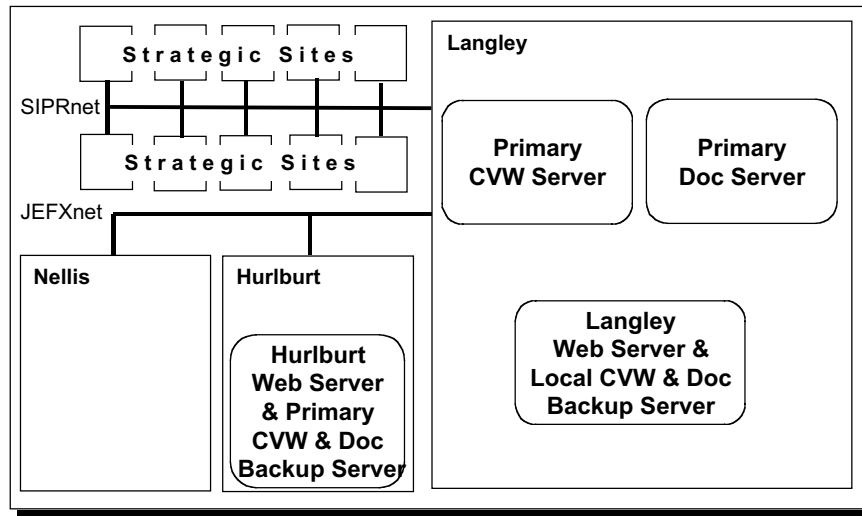 Strategic Sites
SIPRnet
Strategic Sites
JEFXnet
Langley
Primary
CVW Server
Primary
Doc Server
Langley
Web Server &
Local CVW & Doc
Backup Server
Nellis
Hurlburt
Hurlburt
Web Server
& Primary
CVW & Doc
Backup Server